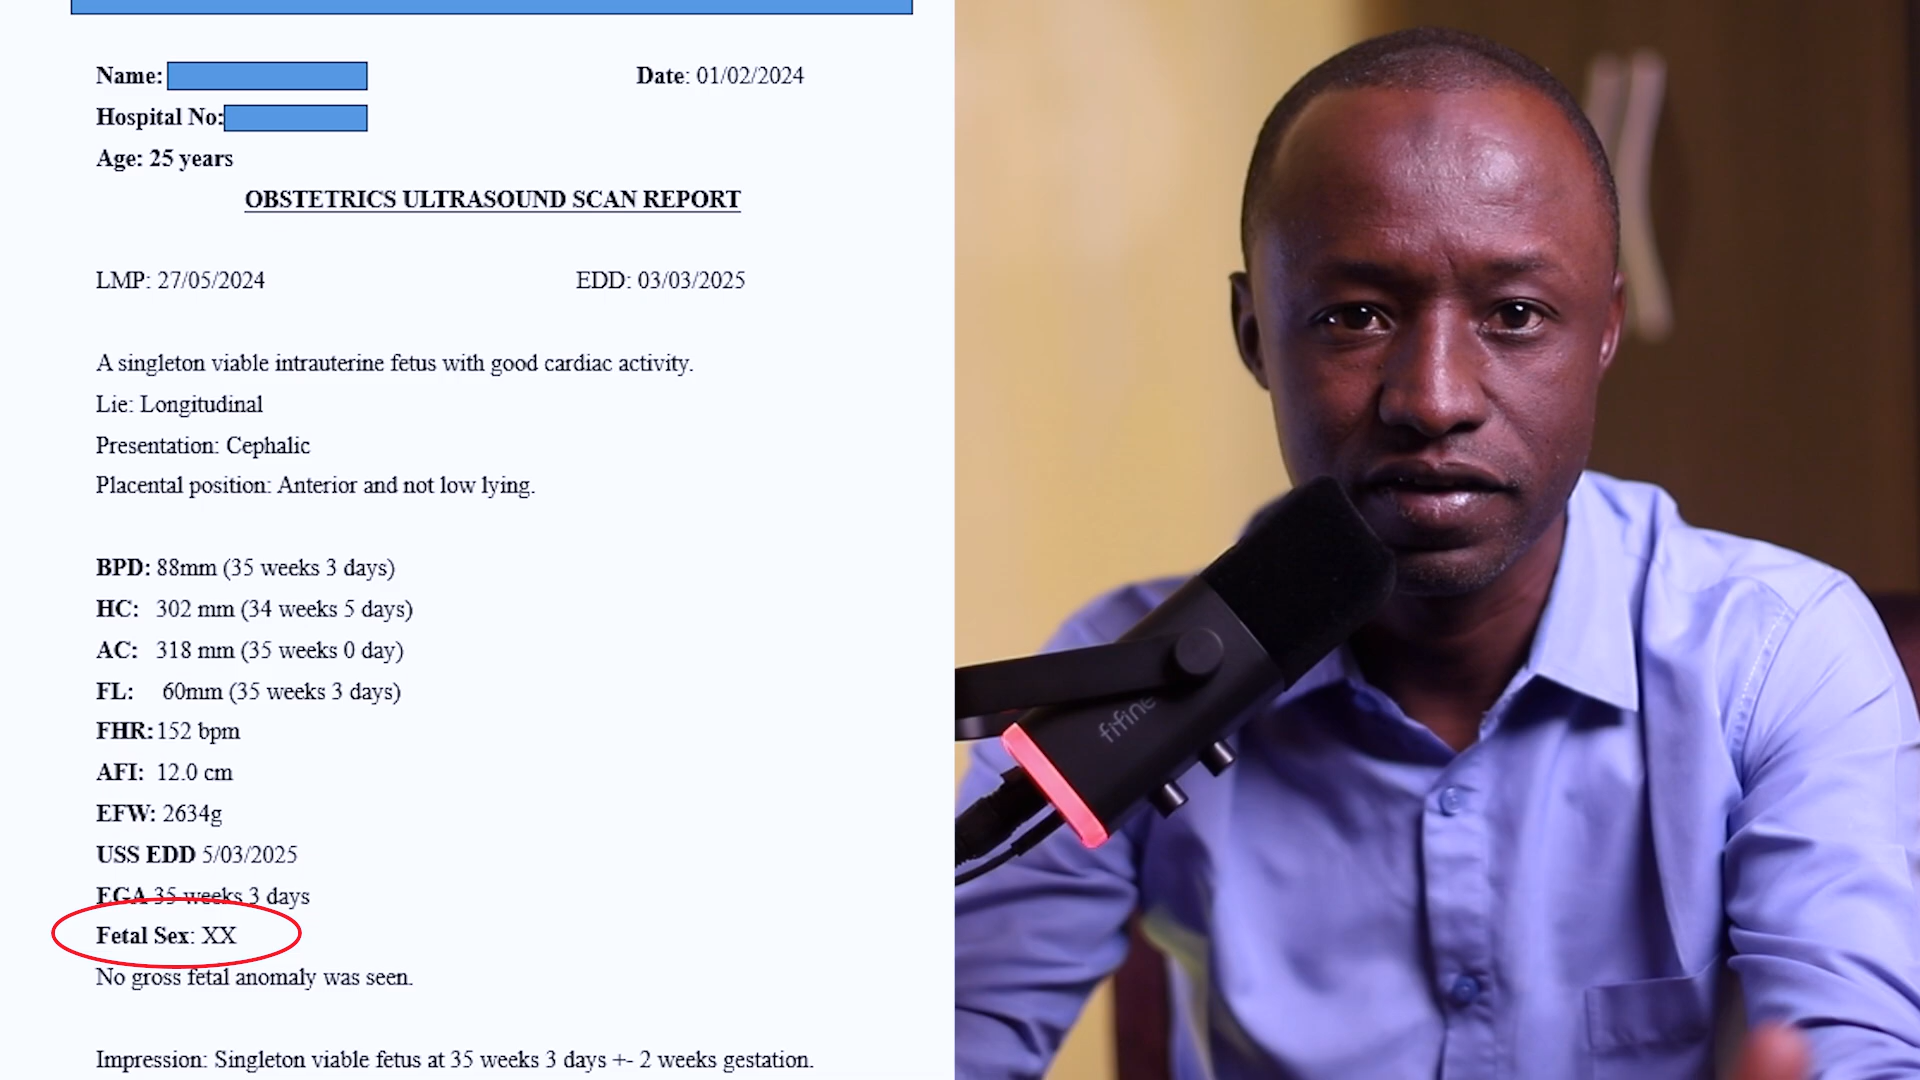 Name: Date: 01/02/2024
Hospital No:
Age: 25 years
OBSTETRICS ULTRASOUND SCAN REPORT
LMP: 27/05/2024 EDD: 03/03/2025
A singleton viable intrauterine fetus with good cardiac activity.
Lie: Longitudinal
Presentation: Cephalic
Placental position: Anterior and not low lying.
BPD: 88mm (35 weeks 3 days)
HC: 302 mm (34 weeks 5 days)
AC: 318 mm (35 weeks 0 day)
FL: 60mm (35 weeks 3 days)
FHR: 152 bpm
AFI: 12.0 cm
EFW: 2634g
USS EDD 5/03/2025
EGA 35 weeks 3 days
Fetal Sex: XX
No gross fetal anomaly was seen.
Impression: Singleton viable fetus at 35 weeks 3 days +- 2 weeks gestation.
fifine